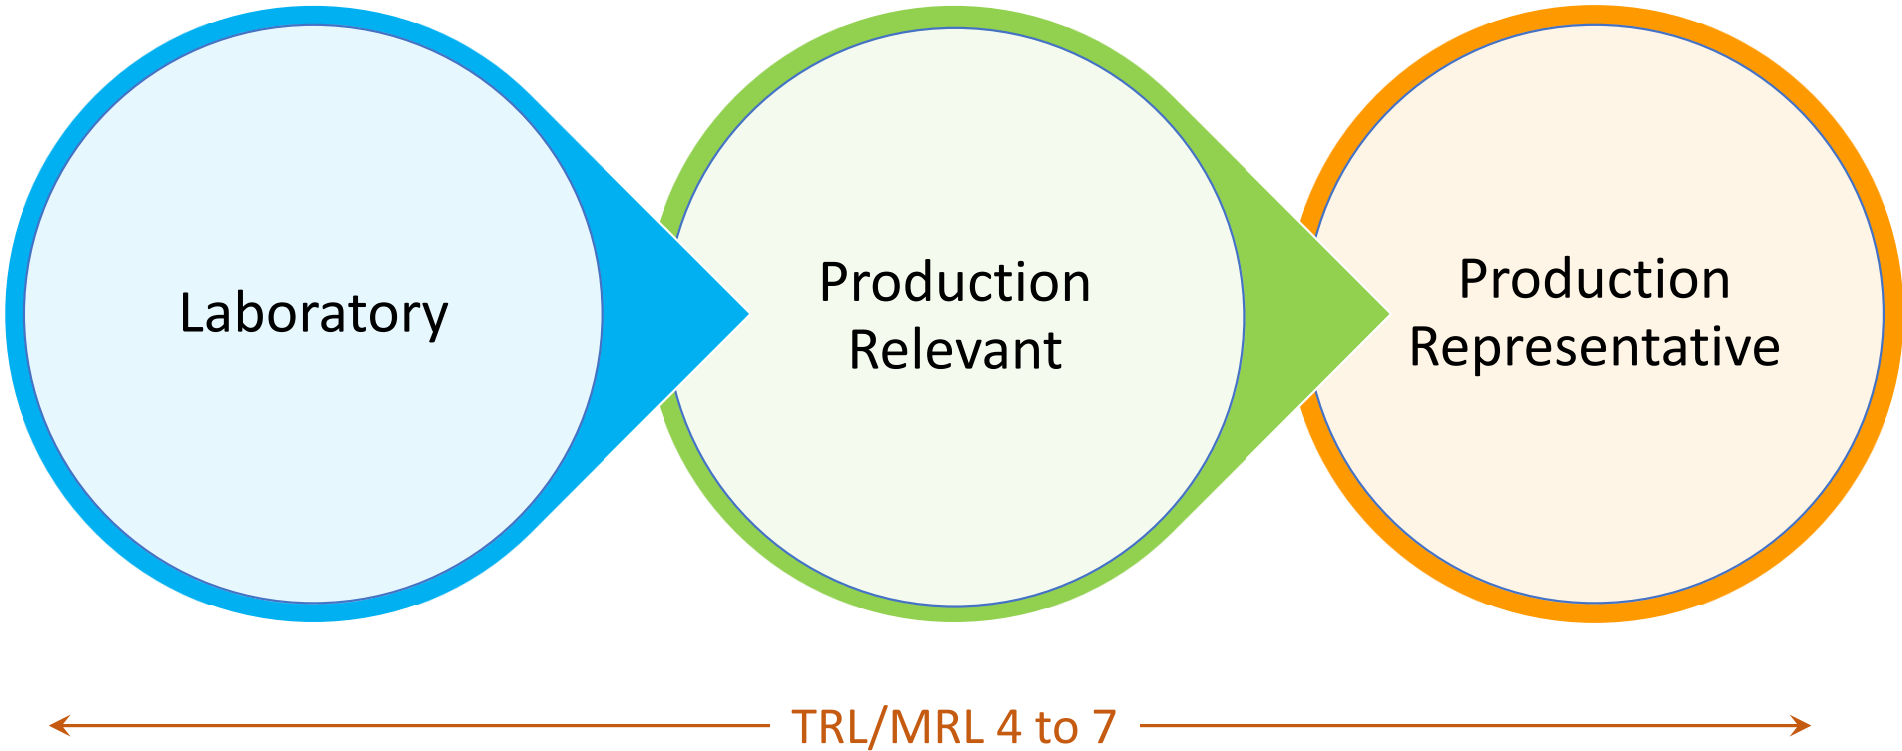 Laboratory
Production
Relevant
Production
Representative
TRL/MRL 4 to 7